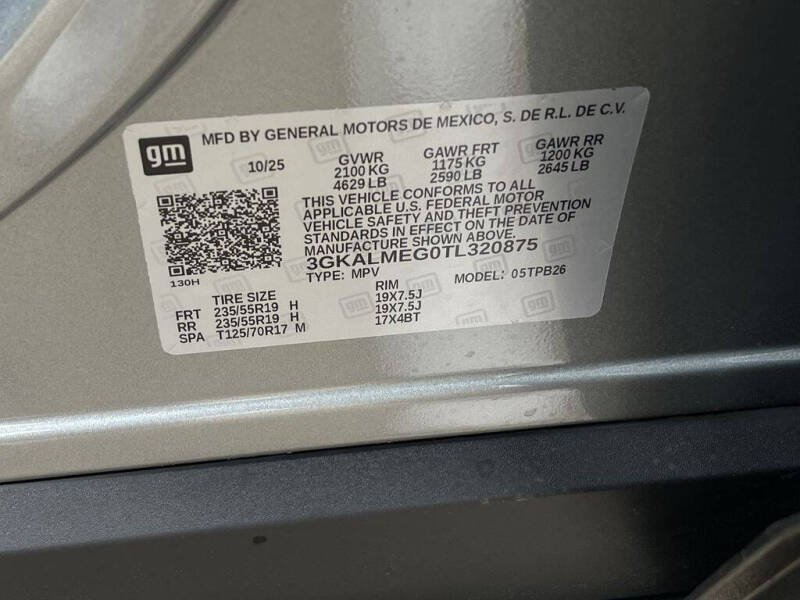 gm MFD BY GENERAL MOTORS DE MEXICO, S. DE R.L. DE C.V.
10/25 GVWR GAWR FRT GAWR RR
2100 KG 1175 KG 1200 KG
4629 LB 2590 LB 2645 LB
THIS VEHICLE CONFORMS TO ALL
APPLICABLE U.S. FEDERAL MOTOR
VEHICLE SAFETY AND THEFT PREVENTION
STANDARDS IN EFFECT ON THE DATE OF
MANUFACTURE SHOWN ABOVE.
3GKALMEG0TL320875
130H
TYPE: MPV MODEL: 05TPB26
TIRE SIZE RIM
FRT 235/55R19 H 19X7.5J
RR 235/55R19 H 19X7.5J
SPA T125/70R17 M 17X4BT